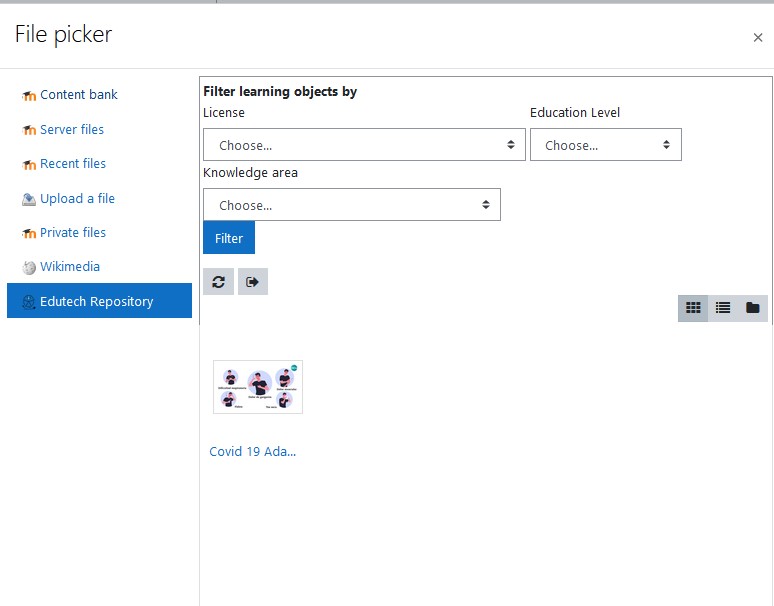 File picker
×
Content bank
Server files
Recent files
Upload a file
Private files
Wikimedia
Edutech Repository
Filter learning objects by
License
Education Level
Choose...
Choose...
Knowledge area
Choose...
Filter
Covid 19 Ada...